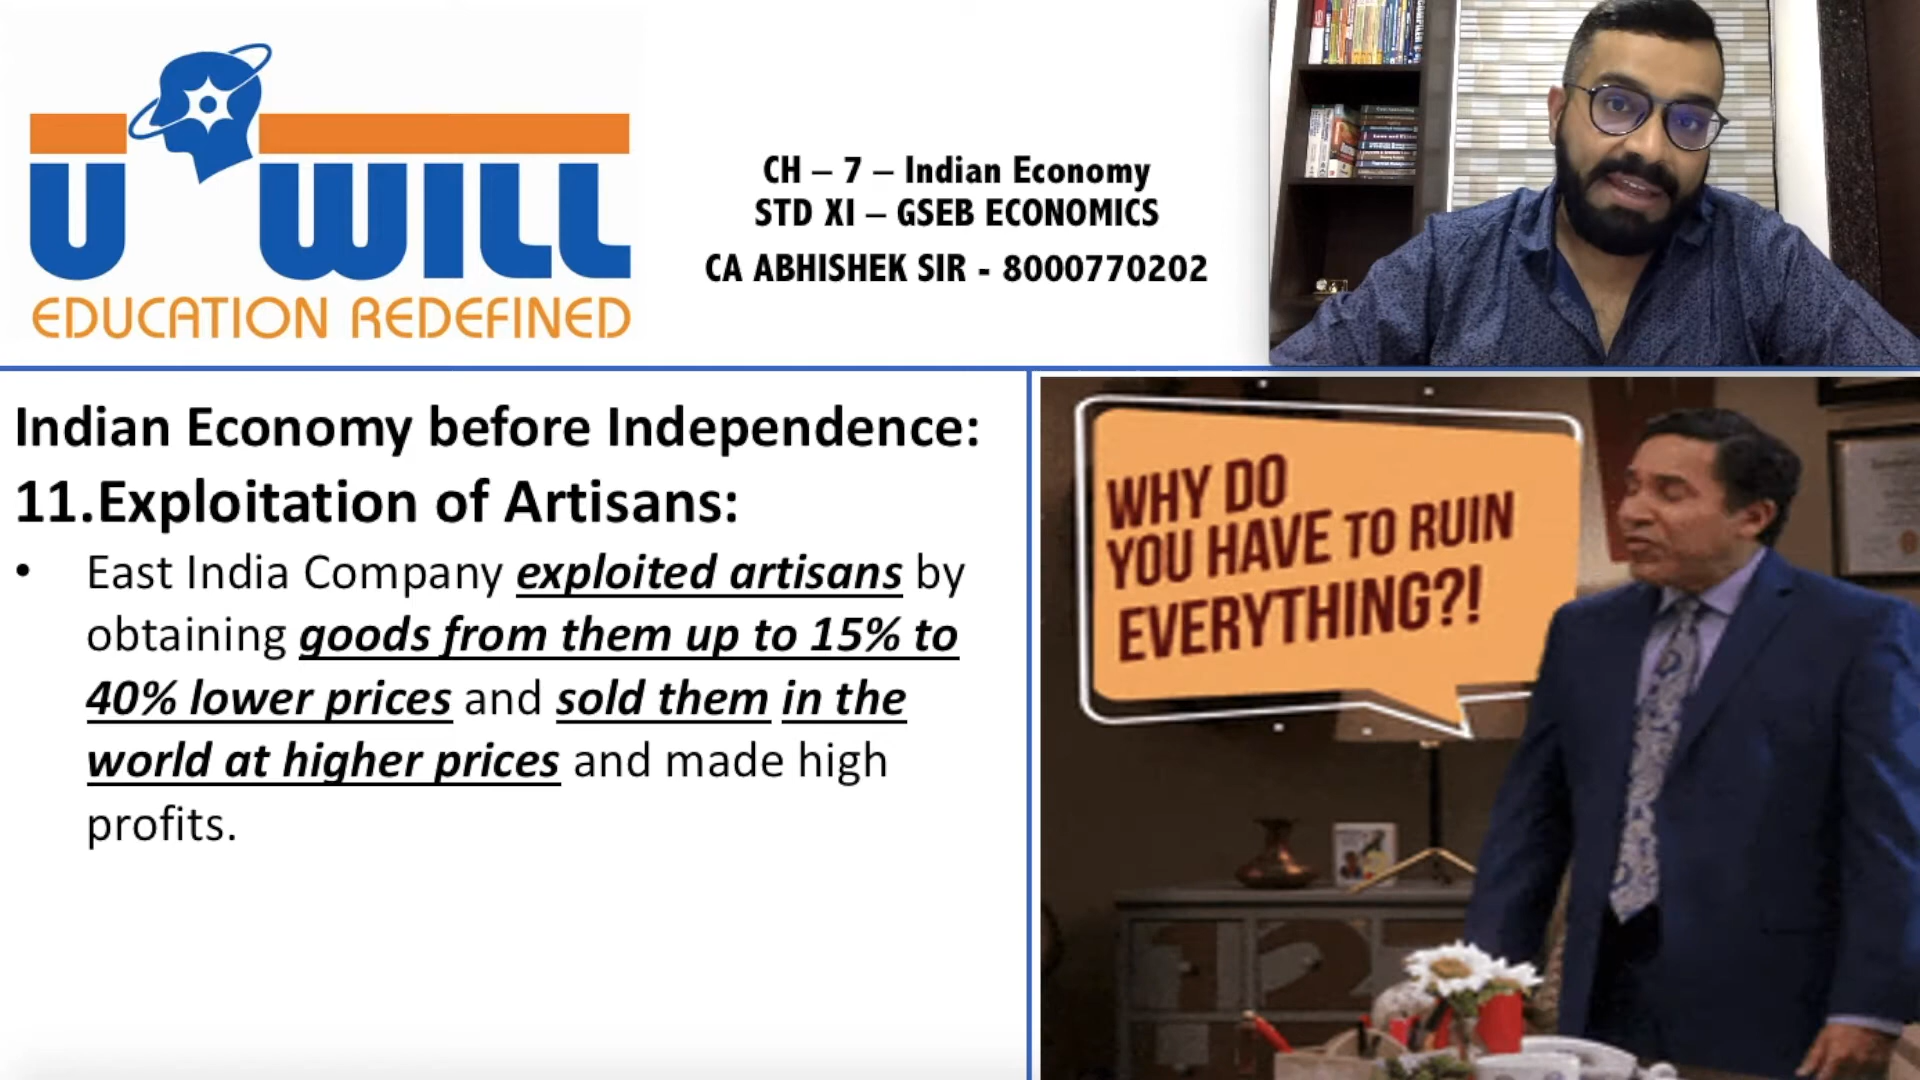 U WILL
EDUCATION REDEFINED
CH – 7 – Indian Economy
STD XI – GSEB ECONOMICS
CA ABHISHEK SIR - 8000770202
Indian Economy before Independence:
11.Exploitation of Artisans:
• East India Company exploited artisans by
obtaining goods from them up to 15% to
40% lower prices and sold them in the
world at higher prices and made high
profits.
WHY DO
YOU HAVE TO RUIN
EVERYTHING?!